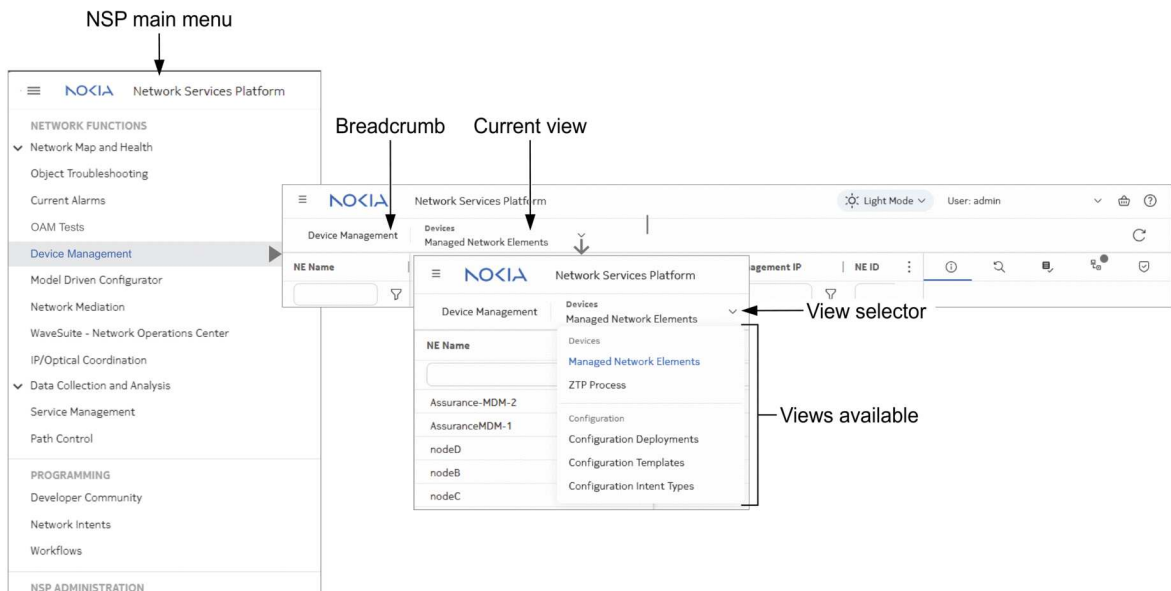 NSP main menu
NOKIA Network Services Platform
NETWORK FUNCTIONS
Network Map and Health
Object Troubleshooting
Current Alarms
OAM Tests
Device Management
Model Driven Configurator
Network Mediation
WaveSuite - Network Operations Center
IP/Optical Coordination
Data Collection and Analysis
Service Management
Path Control
PROGRAMMING
Developer Community
Network Intents
Workflows
NSP ADMINISTRATION
Breadcrumb Current view
NOKIA Network Services Platform Light Mode User: admin
Device Management Devices
Managed Network Elements
NE Name agement IP NE ID
NOKIA Network Services Platform
Device Management Devices
Managed Network Elements
View selector
NE Name
Assurance-MDM-2
AssuranceMDM-1
nodeD
nodeB
nodeC
Devices
Managed Network Elements
ZTP Process
Configuration
Configuration Deployments
Configuration Templates
Configuration Intent Types
Views available